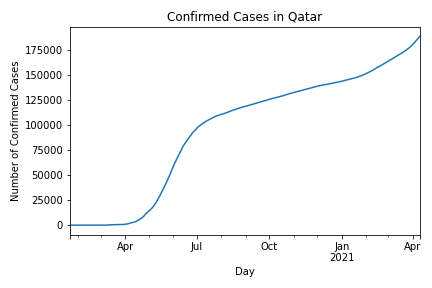 Confirmed Cases in Qatar
Number of Confirmed Cases
175000
150000
125000
100000
75000
50000
25000
0
Apr
Jul
Oct
Jan
2021
Apr
Day